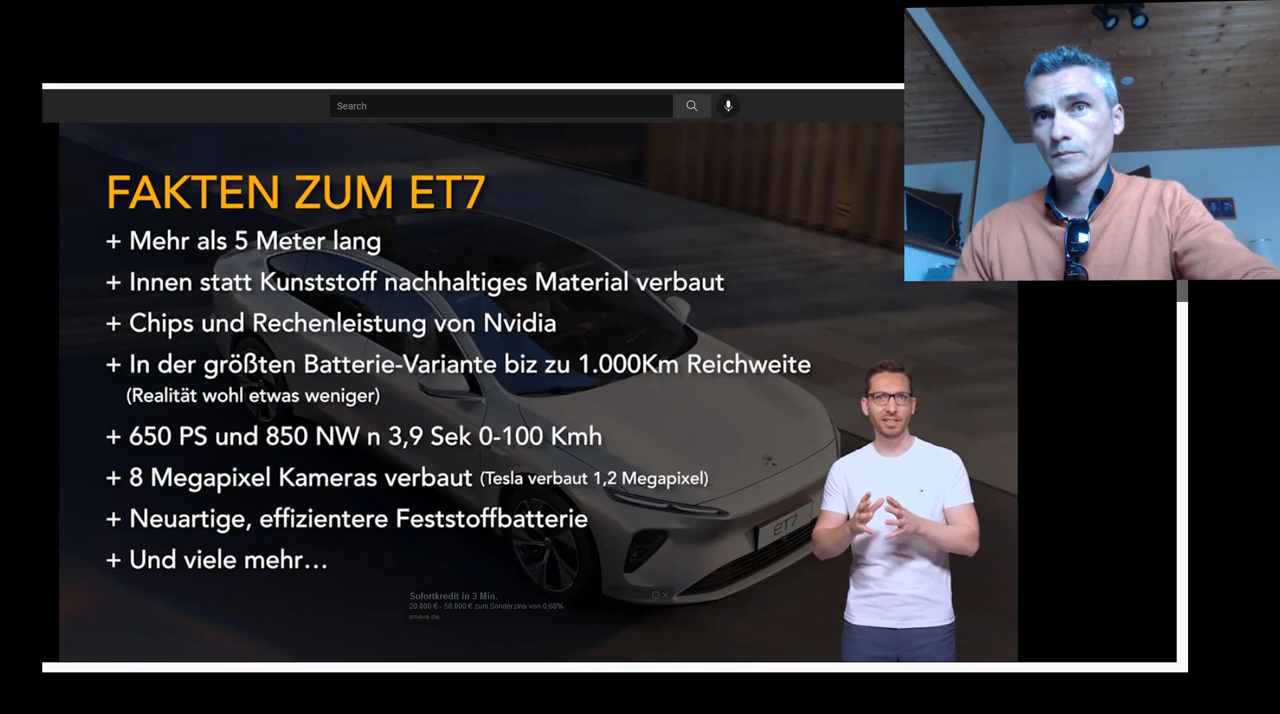 Search
FAKTEN ZUM ET7
+ Mehr als 5 Meter lang
+ Innen statt Kunststoff nachhaltiges Material verbaut
+ Chips und Rechenleistung von Nvidia
+ In der größten Batterie-Variante biz zu 1.000Km Reichweite
(Realität wohl etwas weniger)
+ 650 PS und 850 NW n 3,9 Sek 0-100 Kmh
+ 8 Megapixel Kameras verbaut (Tesla verbaut 1,2 Megapixel)
+ Neuartige, effizientere Feststoffbatterie
+ Und viele mehr...
ET7
Sofortkredit in 3 Min.
20.000 € - 50.000 € zum Sonderzins von 0,68%
smava.de